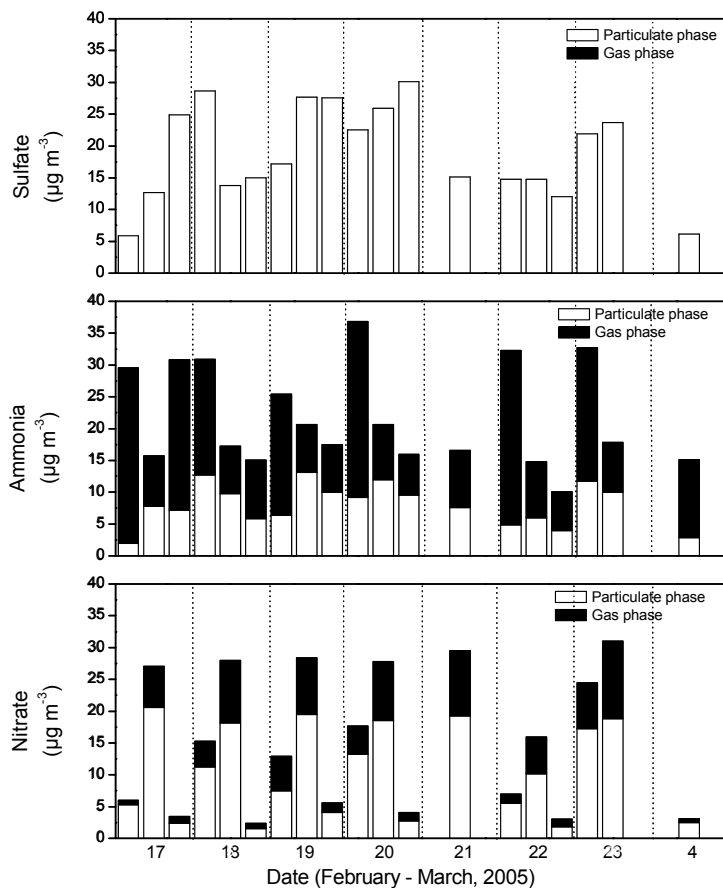 40
35
30
25
20
15
10
5
0
Sulfate
(µg m⁻³)
Particulate phase
Gas phase
40
35
30
25
20
15
10
5
0
Ammonia
(µg m⁻³)
Particulate phase
Gas phase
40
35
30
25
20
15
10
5
0
Nitrate
(µg m⁻³)
Particulate phase
Gas phase
17 18 19 20 21 22 23 4
Date (February - March, 2005)